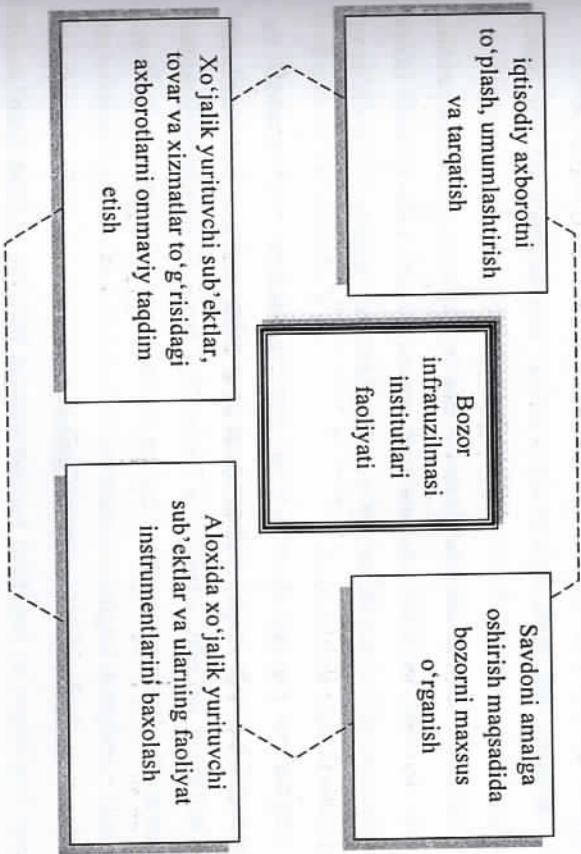 iqtisodiy axborotni
to‘plash, umumlashtirish
va tarqatish
Savdoni amalga
oshirish maqsadida
bozorni maxsus
o‘rganish
Bozor
infratuzilmasi
institutlari
faoliyati
Xo‘jalik yurituvchi sub’ektlar,
tovar va xizmatlar to‘g‘risidagi
axborotlarni ommaviy taqdim
etish
Aloxida xo‘jalik yurituvchi
sub’ektlar va ularning faoliyat
instrumentlarini baxolash